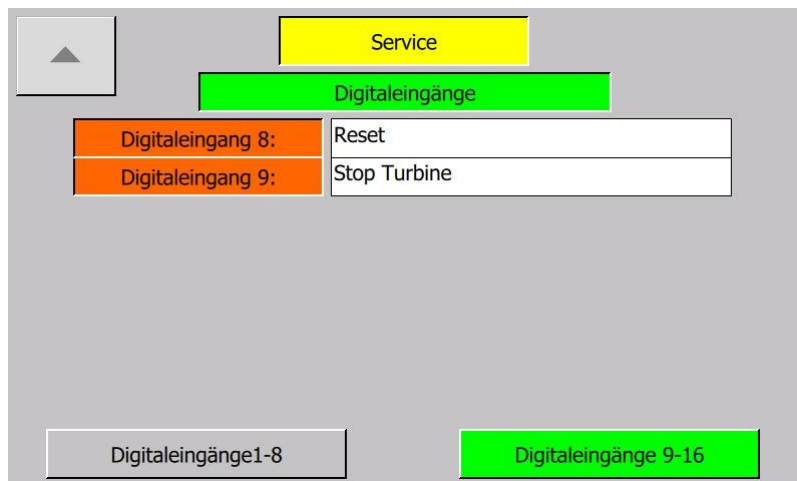 Service
Digitaleingänge
Digitaleingang 8: Reset
Digitaleingang 9: Stop Turbine
Digitaleingänge1-8 Digitaleingänge 9-16